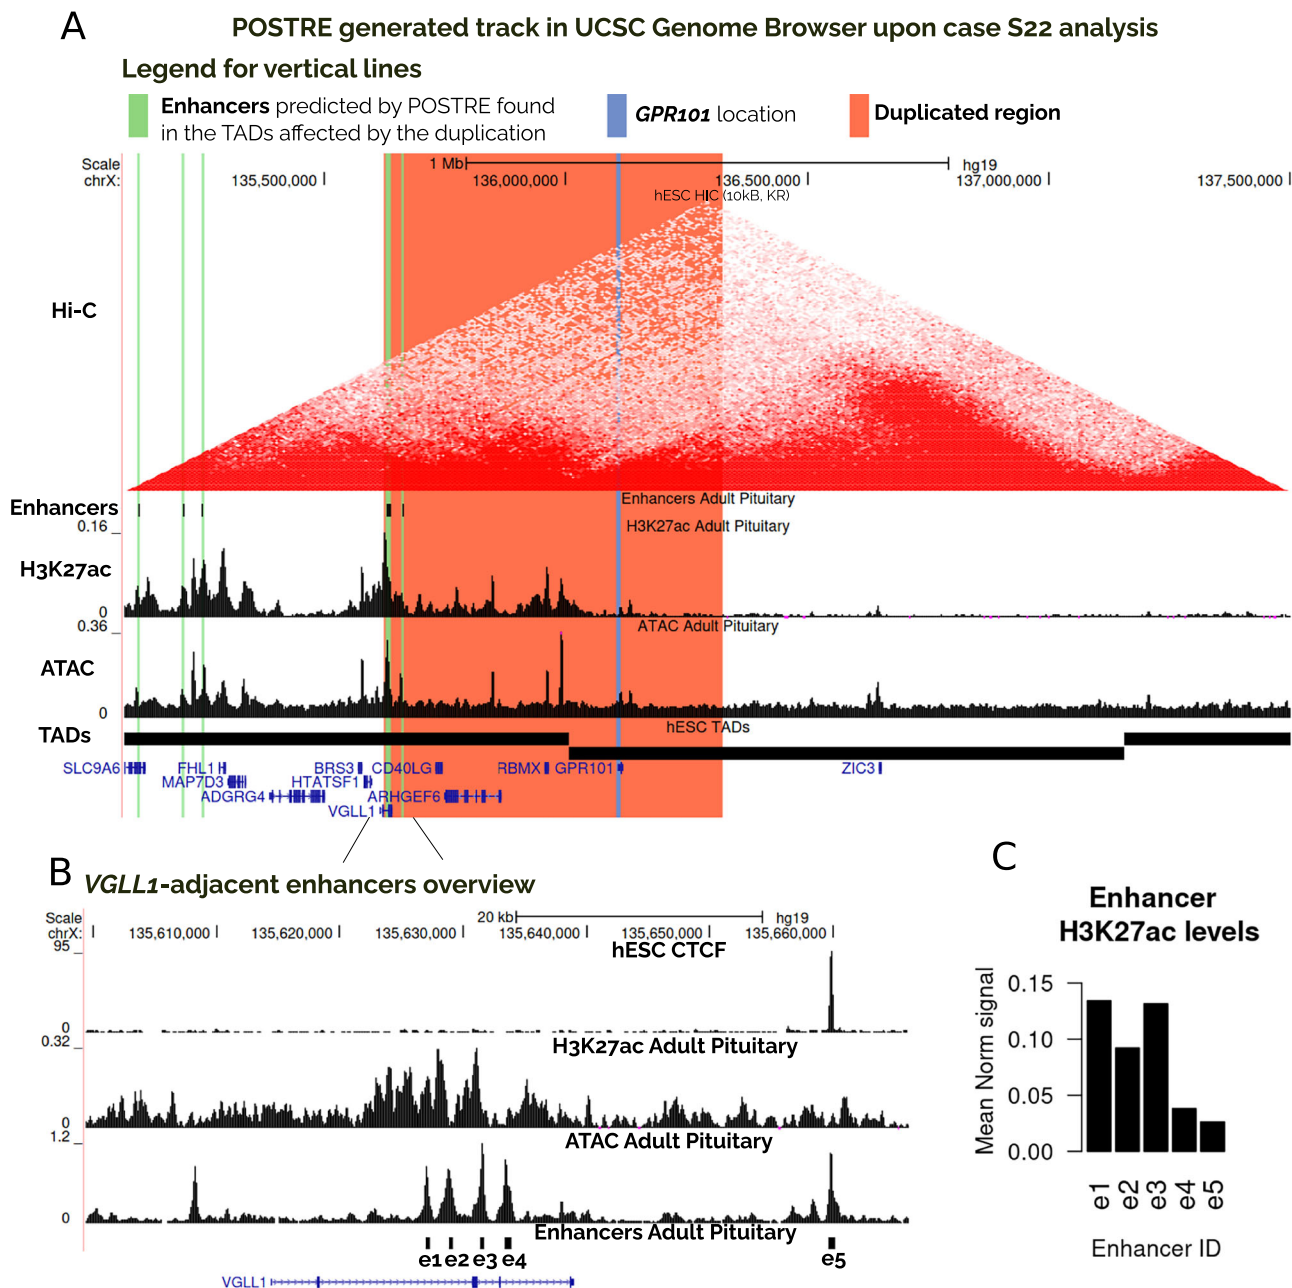 A
POSTRE generated track in UCSC Genome Browser upon case S22 analysis
Legend for vertical lines
Enhancers predicted by POSTRE found
in the TADs affected by the duplication
GPR101 location
Duplicated region
Scale
1 Mb
hg19
chrX:
135,500,000
136,000,000
136,500,000
137,000,000
137,500,000
hESC HIC (10kB, KR)
Hi-C
Enhancers
Enhancers Adult Pituitary
0.16
H3K27ac Adult Pituitary
H3K27ac
0
0.36
ATAC Adult Pituitary
ATAC
0
TADs
hESC TADs
SLC9A6
FHL1
BRS3
CD40LG
RBMX
GPR101
ZIC3
MAP7D3
HTATSF1
ADGRG4
ARHGEF6
VGLL1
B
VGLL1-adjacent enhancers overview
Scale
20 kb
hg19
chrX:
135,610,000
135,620,000
135,630,000
135,640,000
135,650,000
135,660,000
95
hESC CTCF
0
0.32
H3K27ac Adult Pituitary
0
1.2
ATAC Adult Pituitary
0
Enhancers Adult Pituitary
e1
e2
e3
e4
e5
VGLL1
C
Enhancer
H3K27ac levels
Mean Norm signal
0.15
0.10
0.05
0.00
e1
e2
e3
e4
e5
Enhancer ID